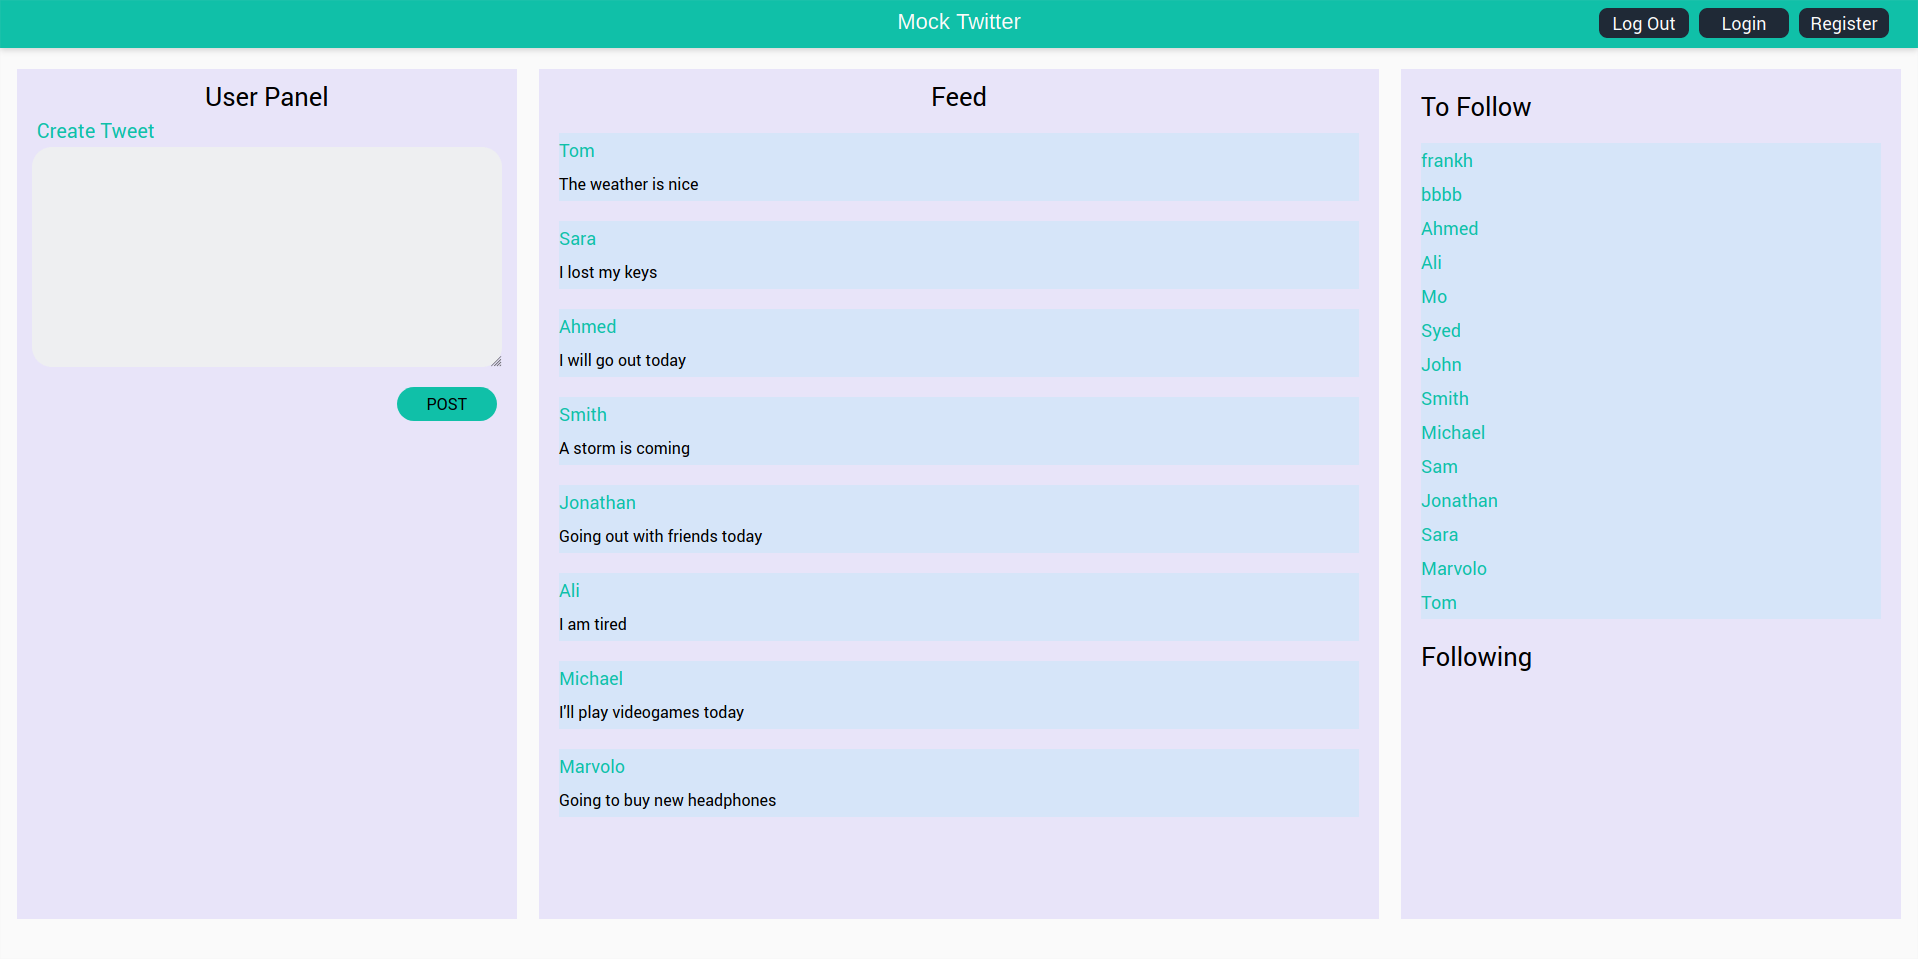 Mock Twitter
Log Out
Login
Register
User Panel
Create Tweet
POST
Feed
Tom
The weather is nice
Sara
I lost my keys
Ahmed
I will go out today
Smith
A storm is coming
Jonathan
Going out with friends today
Ali
I am tired
Michael
I'll play videogames today
Marvolo
Going to buy new headphones
To Follow
frankh
bbbb
Ahmed
Ali
Mo
Syed
John
Smith
Michael
Sam
Jonathan
Sara
Marvolo
Tom
Following